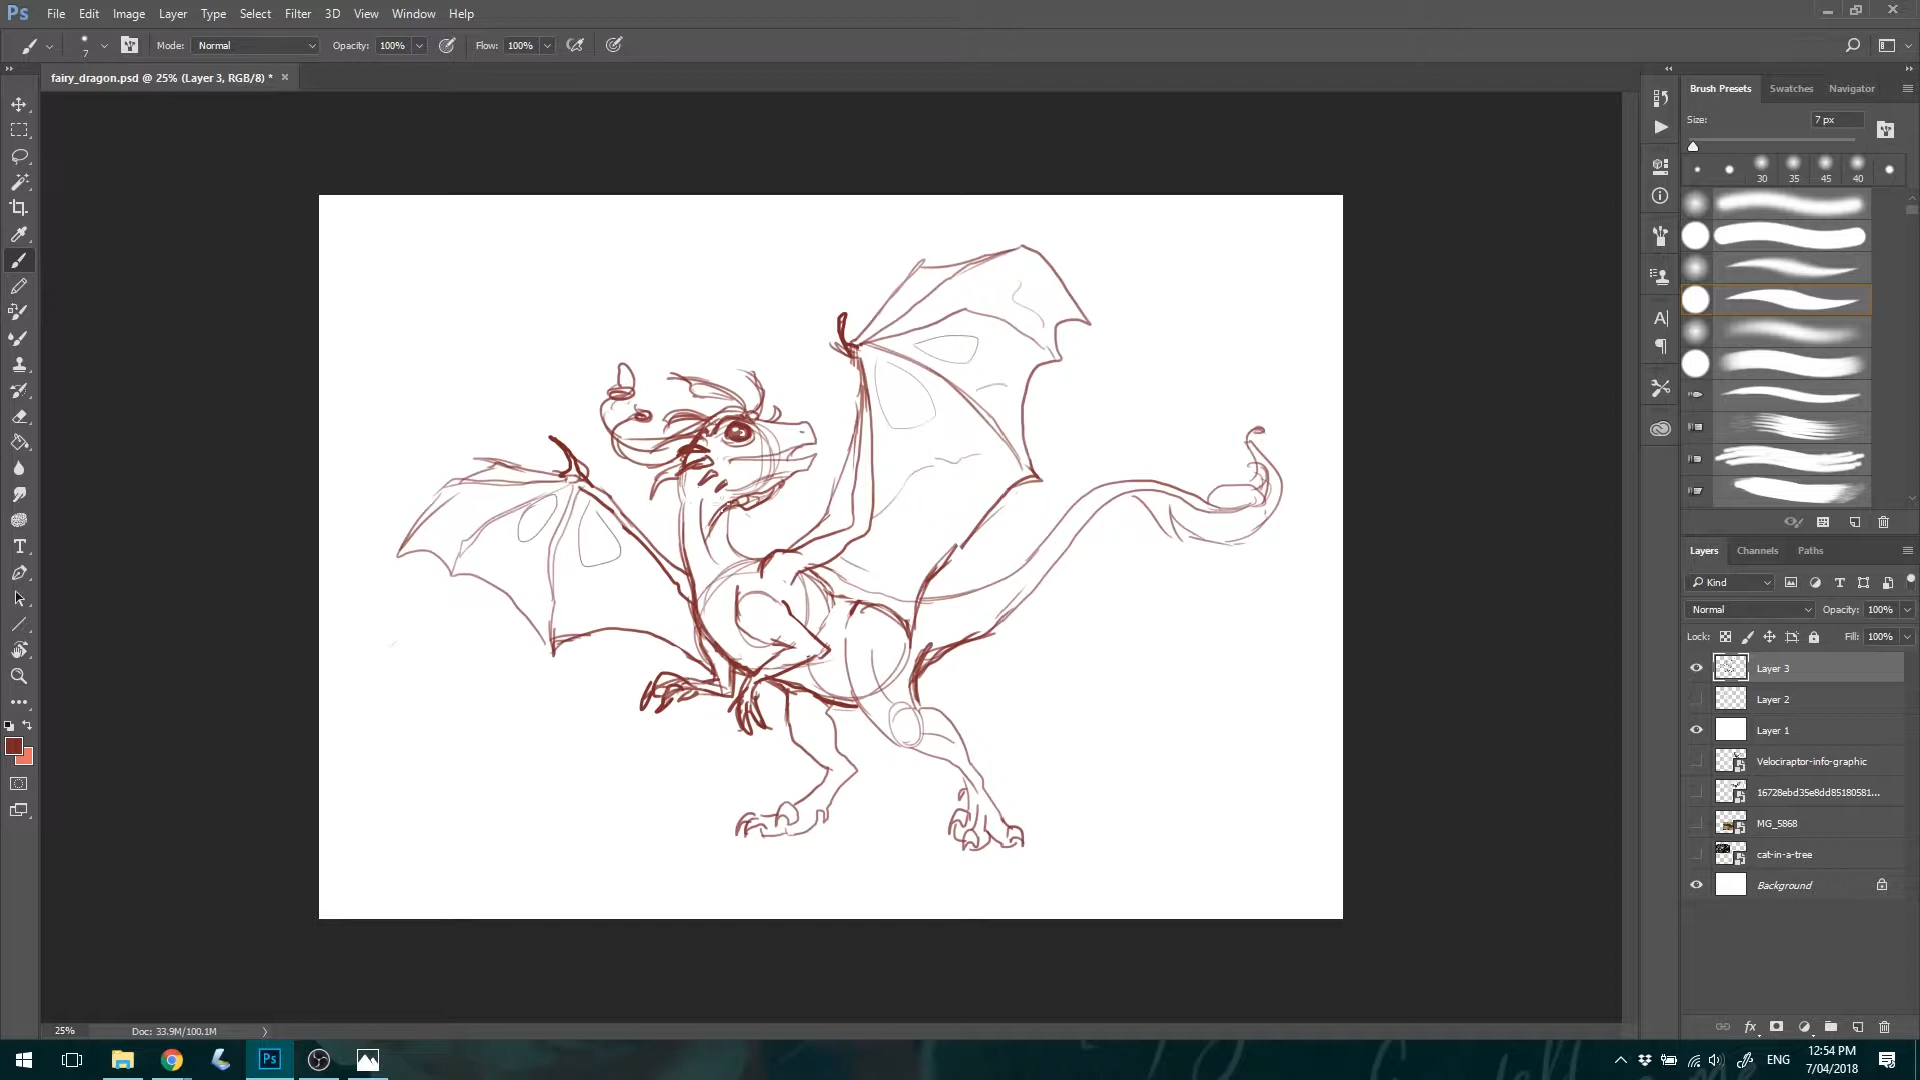 Ps File Edit Image Layer Type Select Filter 3D View Window Help
7 Mode: Normal Opacity: 100% Flow: 100%
fairy_dragon.psd @ 25% (Layer 3, RGB/8) *
Brush Presets Swatches Navigator
Size: 7 px
30 35 45 40
Layers Channels Paths
Kind
Normal Opacity: 100%
Lock: Fill: 100%
Layer 3
Layer 2
Layer 1
Velociraptor-info-graphic
16728ebd35e8dd85180581...
MG_5868
cat-in-a-tree
Background
25% Doc: 33.9M/100.1M
Ps ENG 12:54 PM
7/04/2018